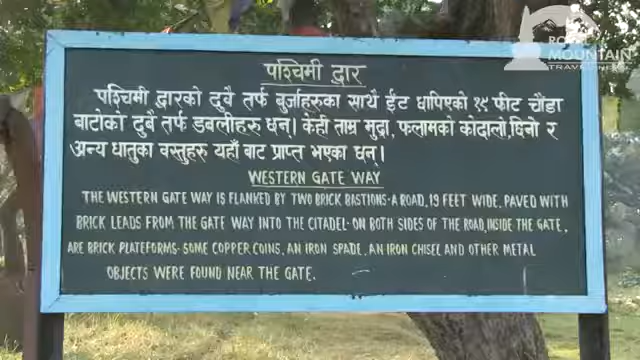 पश्चिमी द्वार
पश्चिमी द्वारको दुवै तर्फ बुर्जाहरुका साथै ईंट छापिएको १९ फीट चौंडा
बाटोको दुबै तर्फ डबलीहरु छन्। केही ताम्र मुद्रा, फलामको कोदालो, छिनो र
अन्य धातुका वस्तुहरु यहाँ बाट प्राप्त भएका छन्।
WESTERN GATE WAY
THE WESTERN GATE WAY IS FLANKED BY TWO BRICK BASTIONS. A ROAD, 19 FEET WIDE, PAVED WITH
BRICK LEADS FROM THE GATE WAY INTO THE CITADEL. ON BOTH SIDES OF THE ROAD, INSIDE THE GATE,
ARE BRICK PLATEFORMS. SOME COPPER COINS, AN IRON SPADE, AN IRON CHISEL AND OTHER METAL
OBJECTS WERE FOUND NEAR THE GATE.
MOUNTAIN